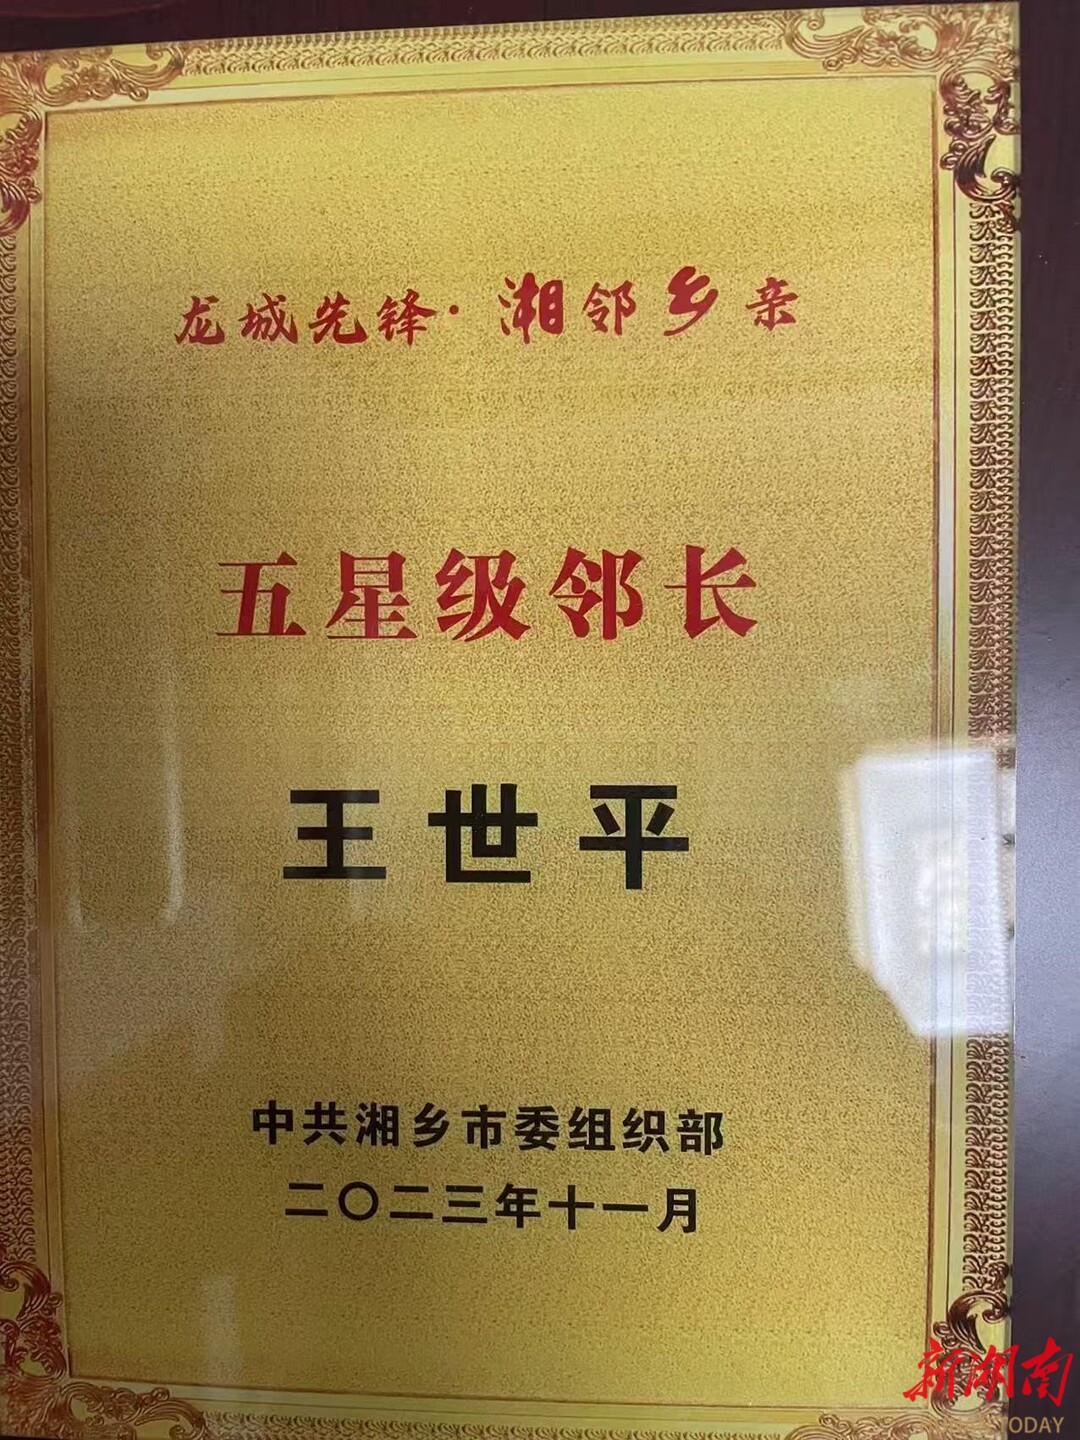 龙城先锋·湘邻乡亲
五星级邻长
王世平
中共湘乡市委组织部
二〇二三年十一月
新湖南
TODAY